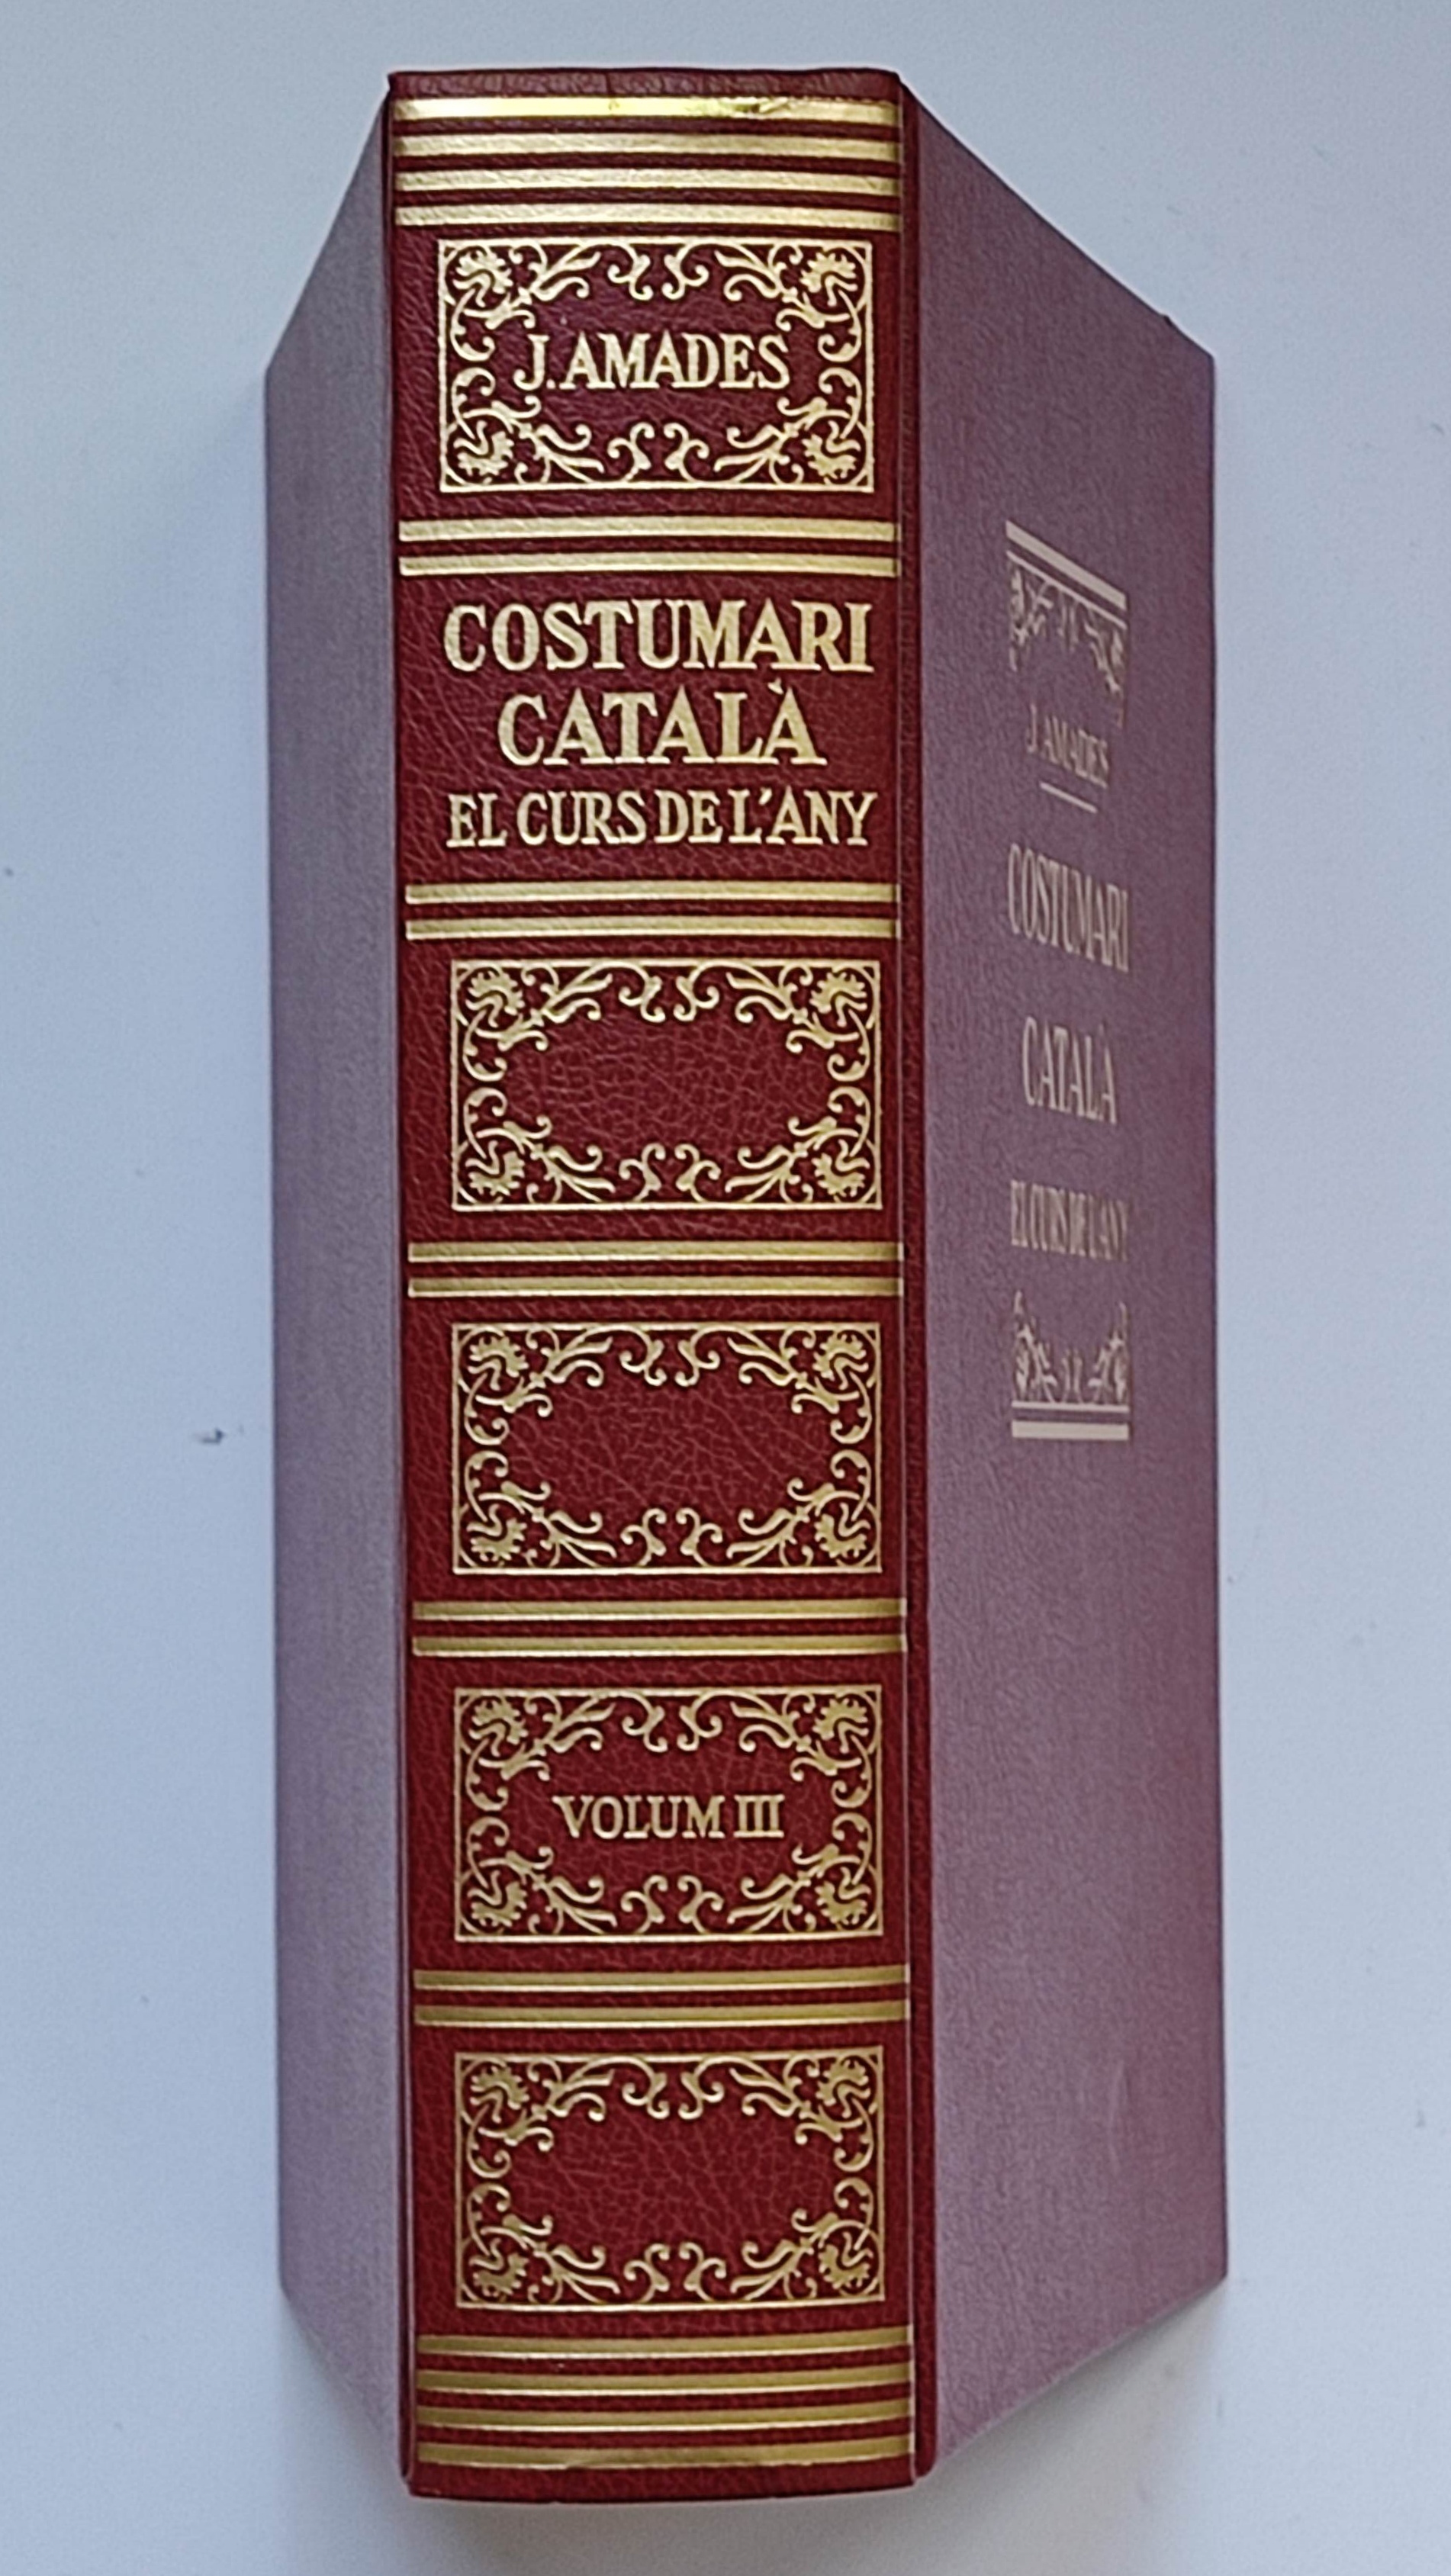 J. AMADES
COSTUMARI
CATALÀ
EL CURS DE L'ANY
VOLUM III
J. AMADES
COSTUMARI
CATALÀ
EL CURS DE L'ANY